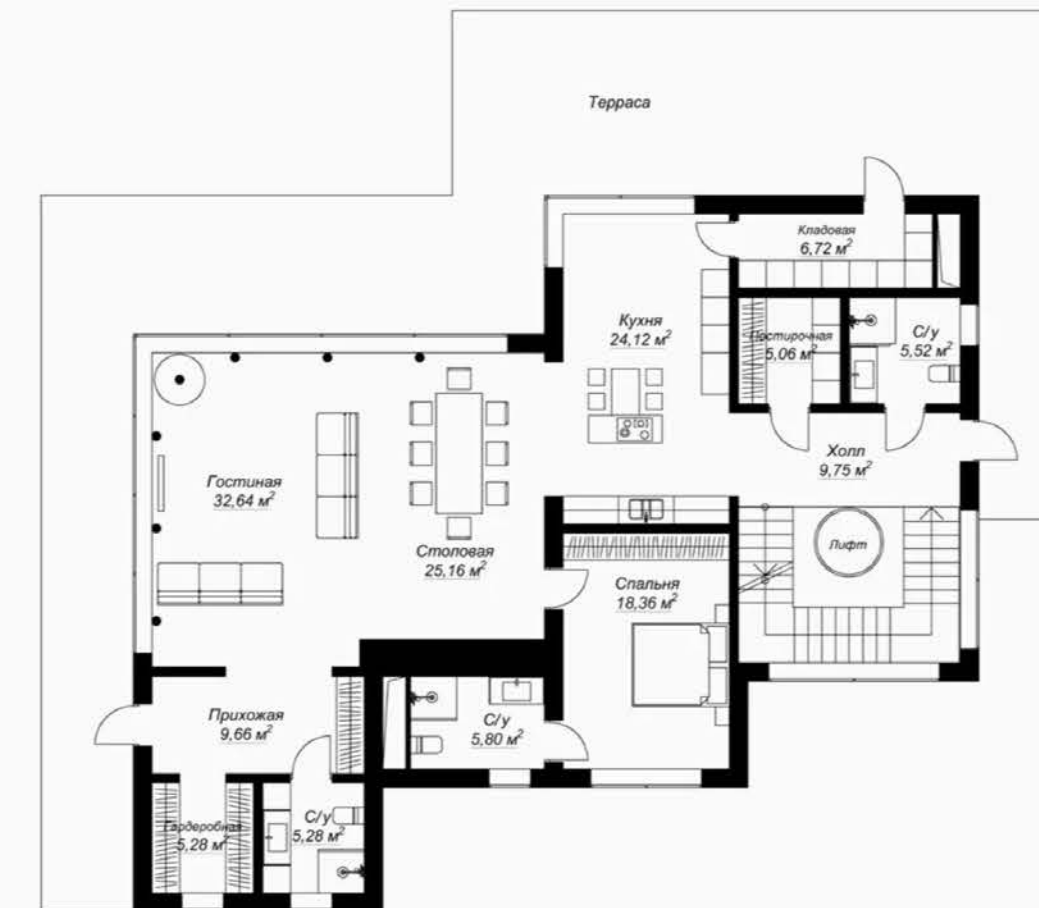 Терраса
Кладовая
6,72 м²
Кухня
24,12 м²
Постирочная
5,06 м²
С/у
5,52 м²
Холл
9,75 м²
Гостиная
32,64 м²
Лифт
Столовая
25,16 м²
Спальня
18,36 м²
Прихожая
9,66 м²
С/у
5,80 м²
Гардеробная
5,28 м²
С/у
5,28 м²